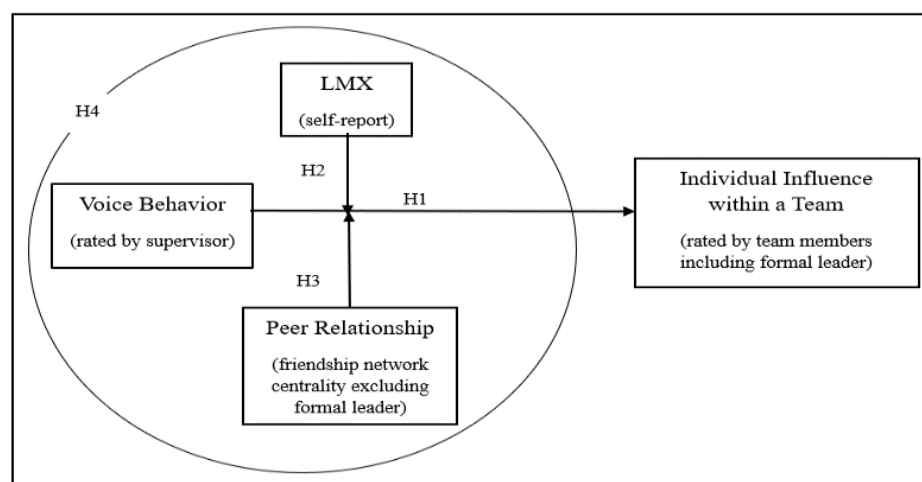 LMX
(self-report)
H4
H2
Voice Behavior
(rated by supervisor)
H1
Individual Influence
within a Team
(rated by team members
including formal leader)
H3
Peer Relationship
(friendship network
centrality excluding
formal leader)